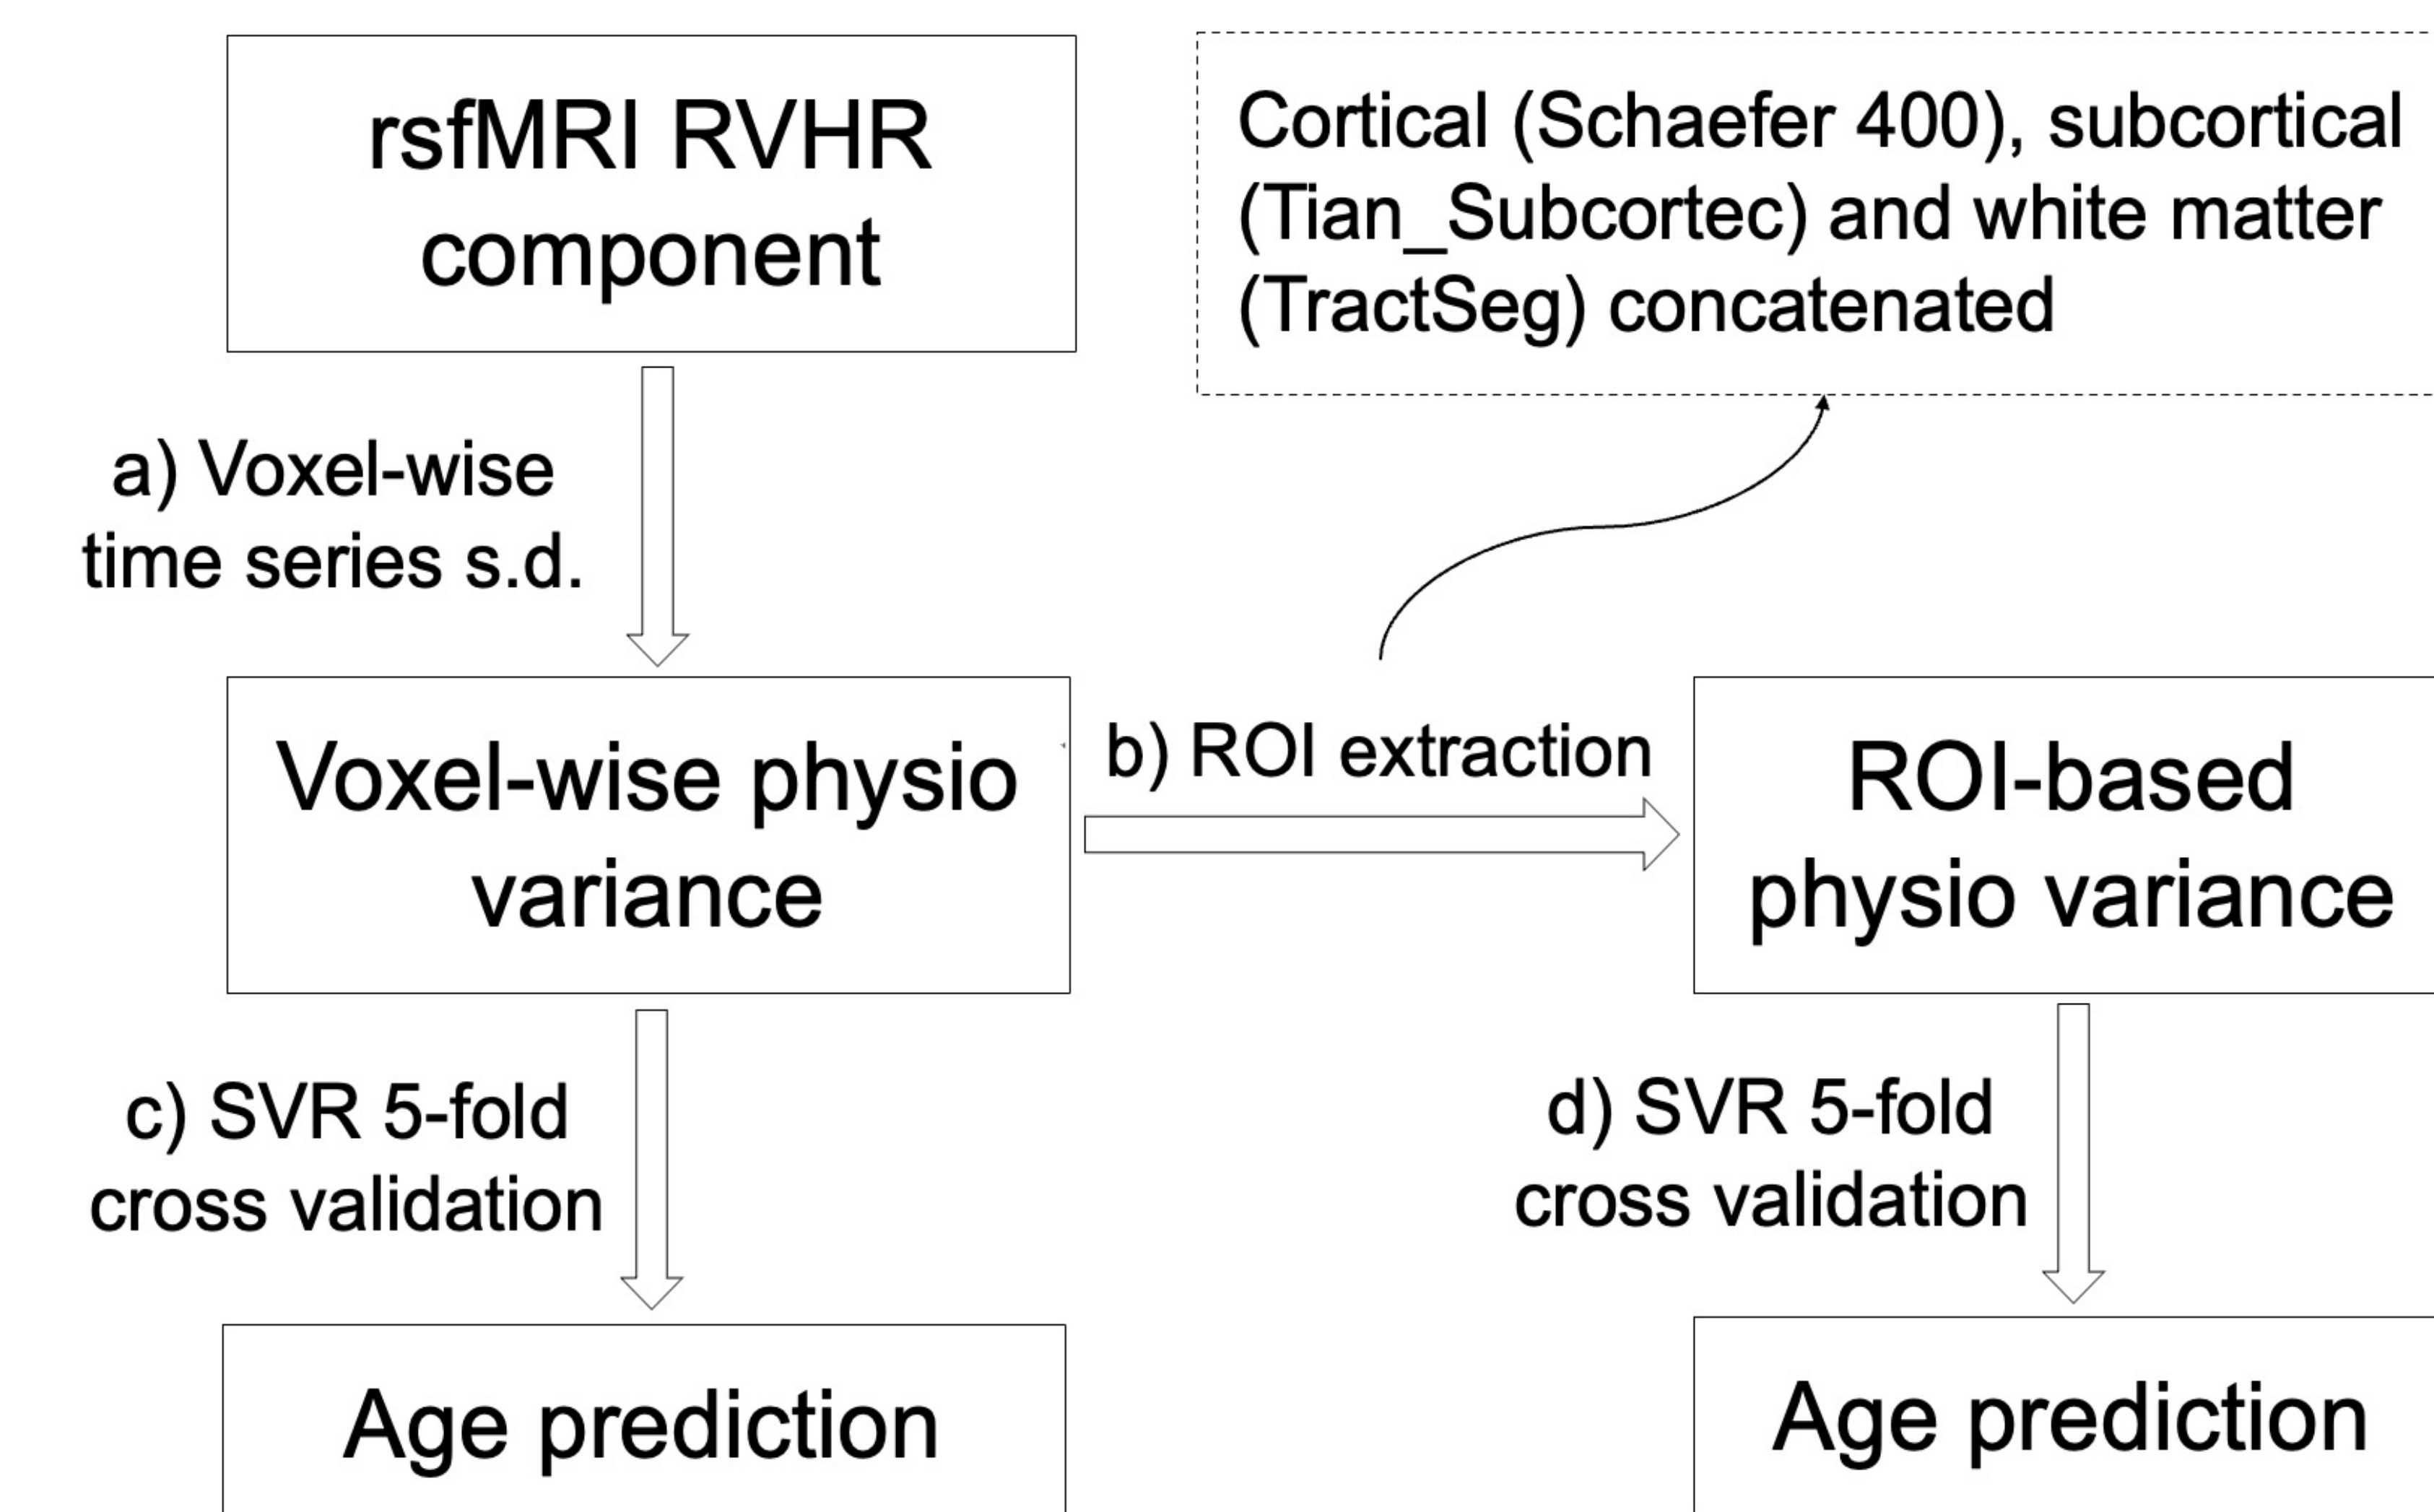 rsfMRI RVHR
component
Cortical (Schaefer 400), subcortical
(Tian_Subcortec) and white matter
(TractSeg) concatenated
a) Voxel-wise
time series s.d.
Voxel-wise physio
variance
b) ROI extraction
ROI-based
physio variance
c) SVR 5-fold
cross validation
d) SVR 5-fold
cross validation
Age prediction
Age prediction